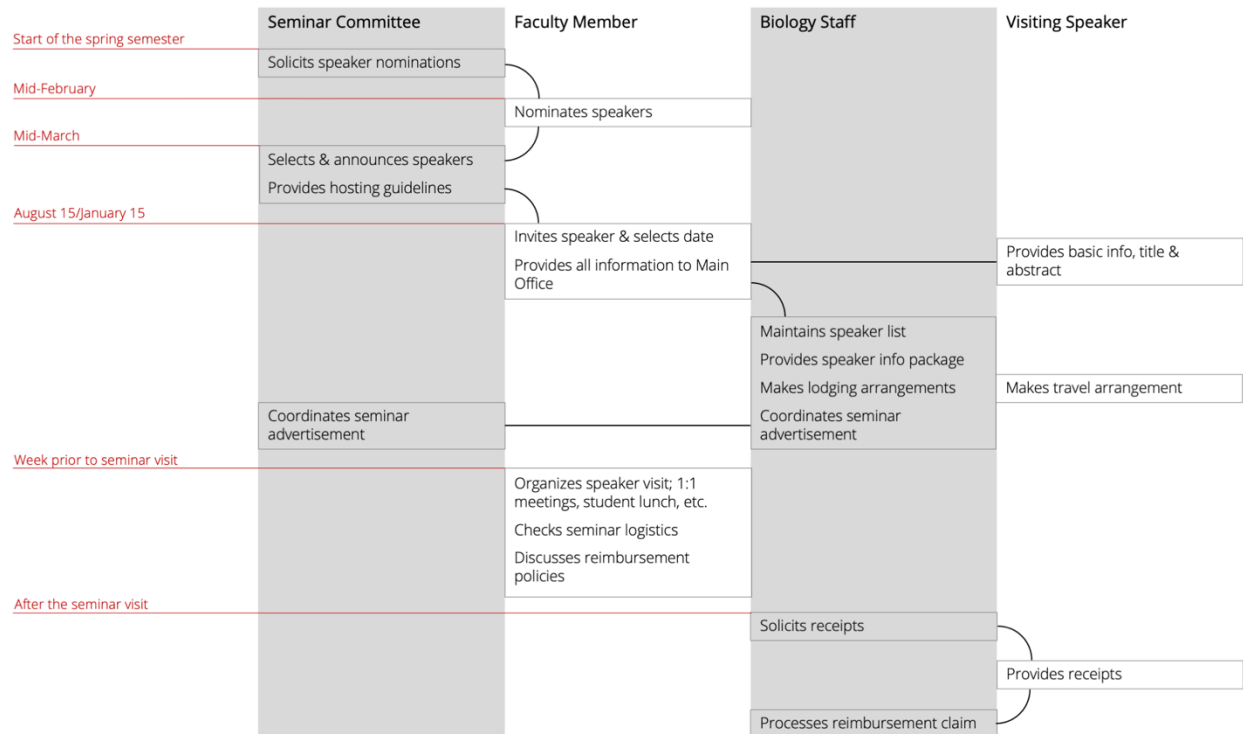 Seminar Committee
Faculty Member
Biology Staff
Visiting Speaker
Start of the spring semester
Solicits speaker nominations
Mid-February
Nominates speakers
Mid-March
Selects & announces speakers
Provides hosting guidelines
August 15/January 15
Invites speaker & selects date
Provides all information to Main
Office
Provides basic info, title &
abstract
Maintains speaker list
Provides speaker info package
Makes lodging arrangements
Makes travel arrangement
Coordinates seminar
advertisement
Coordinates seminar
advertisement
Week prior to seminar visit
Organizes speaker visit; 1:1
meetings, student lunch, etc.
Checks seminar logistics
Discusses reimbursement
policies
After the seminar visit
Solicits receipts
Provides receipts
Processes reimbursement claim